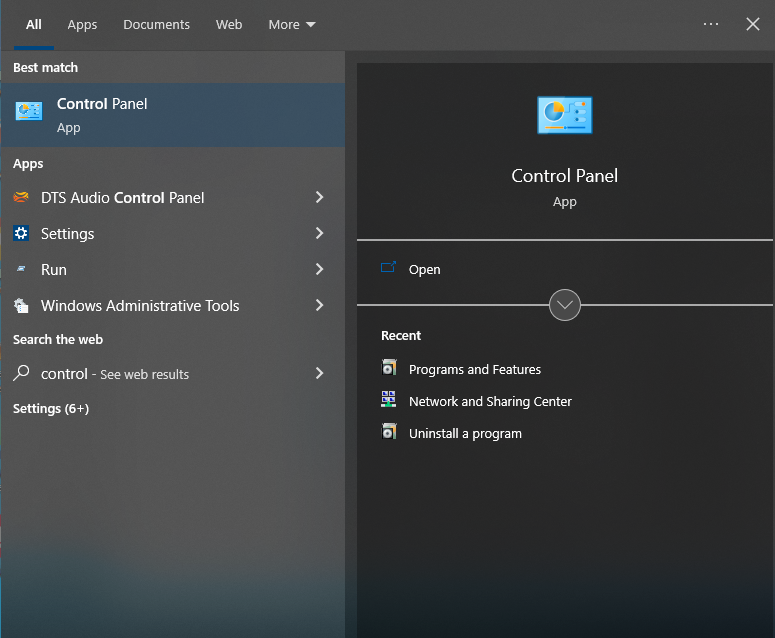 All Apps Documents Web More
Best match
Control Panel
App
Apps
DTS Audio Control Panel
Settings
Run
Windows Administrative Tools
Search the web
control - See web results
Settings (6+)
Control Panel
App
Open
Recent
Programs and Features
Network and Sharing Center
Uninstall a program